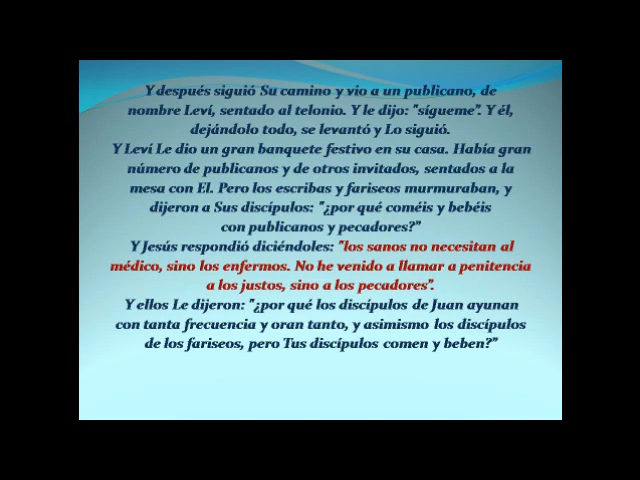 Y después siguió Su camino y vio a un publicano, de
nombre Leví, sentado al telonio. Y le dijo: "sígueme". Y él,
dejándolo todo, se levantó y Lo siguió.
Y Leví Le dio un gran banquete festivo en su casa. Había gran
número de publicanos y de otros invitados, sentados a la
mesa con El. Pero los escribas y fariseos murmuraban, y
dijeron a Sus discípulos: "¿por qué coméis y bebéis
con publicanos y pecadores?"
Y Jesús respondió diciéndoles: "los sanos no necesitan al
médico, sino los enfermos. No he venido a llamar a penitencia
a los justos, sino a los pecadores".
Y ellos Le dijeron: "¿por qué los discípulos de Juan ayunan
con tanta frecuencia y oran tanto, y asimismo los discípulos
de los fariseos, pero Tus discípulos comen y beben?"